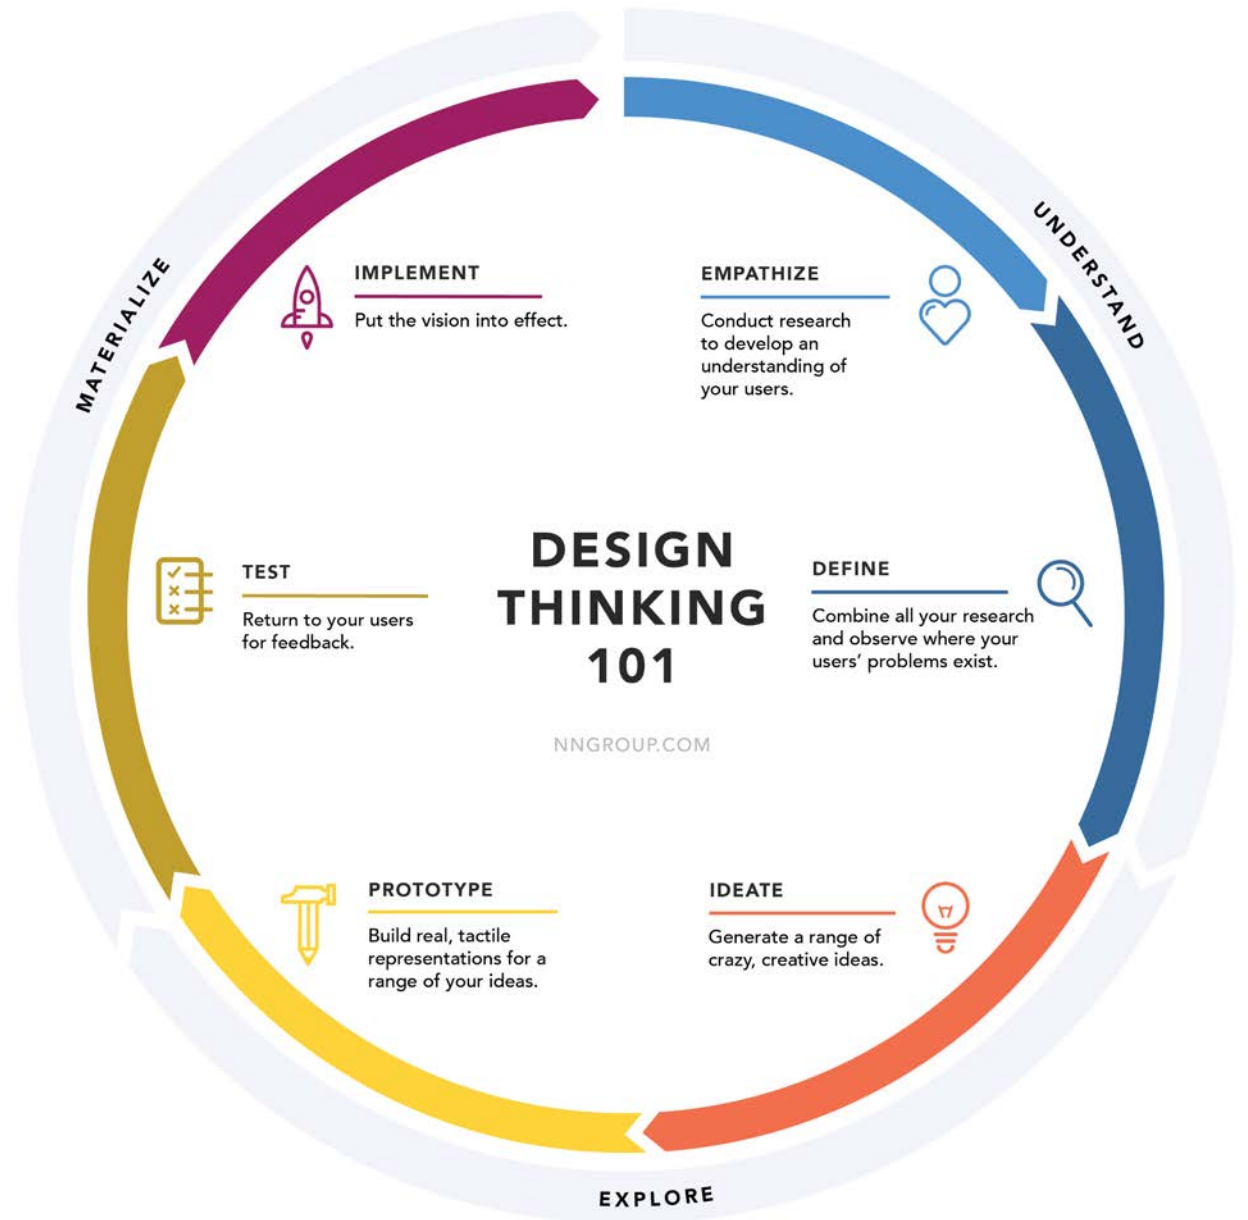 UNDERSTAND
EMPATHIZE
Conduct research
to develop an
understanding of
your users.
DEFINE
Combine all your research
and observe where your
users’ problems exist.
EXPLORE
IDEATE
Generate a range of
crazy, creative ideas.
PROTOTYPE
Build real, tactile
representations for a
range of your ideas.
MATERIALIZE
TEST
Return to your users
for feedback.
IMPLEMENT
Put the vision into effect.
DESIGN
THINKING
101
NNGROUP.COM